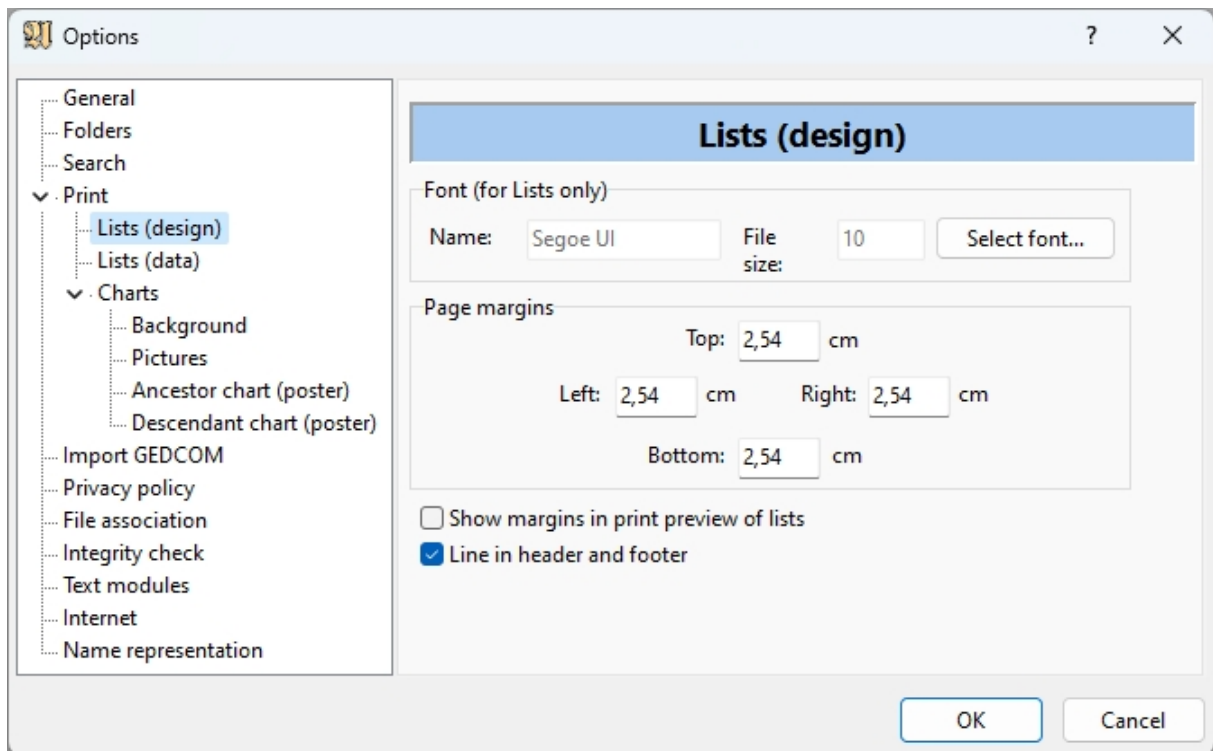 Options
?
General
Folders
Search
Print
Lists (design)
Lists (data)
Charts
Background
Pictures
Ancestor chart (poster)
Descendant chart (poster)
Import GEDCOM
Privacy policy
File association
Integrity check
Text modules
Internet
Name representation
Lists (design)
Font (for Lists only)
Name: Segoe UI File size: 10 Select font...
Page margins
Top: 2,54 cm
Left: 2,54 cm Right: 2,54 cm
Bottom: 2,54 cm
Show margins in print preview of lists
Line in header and footer
OK Cancel